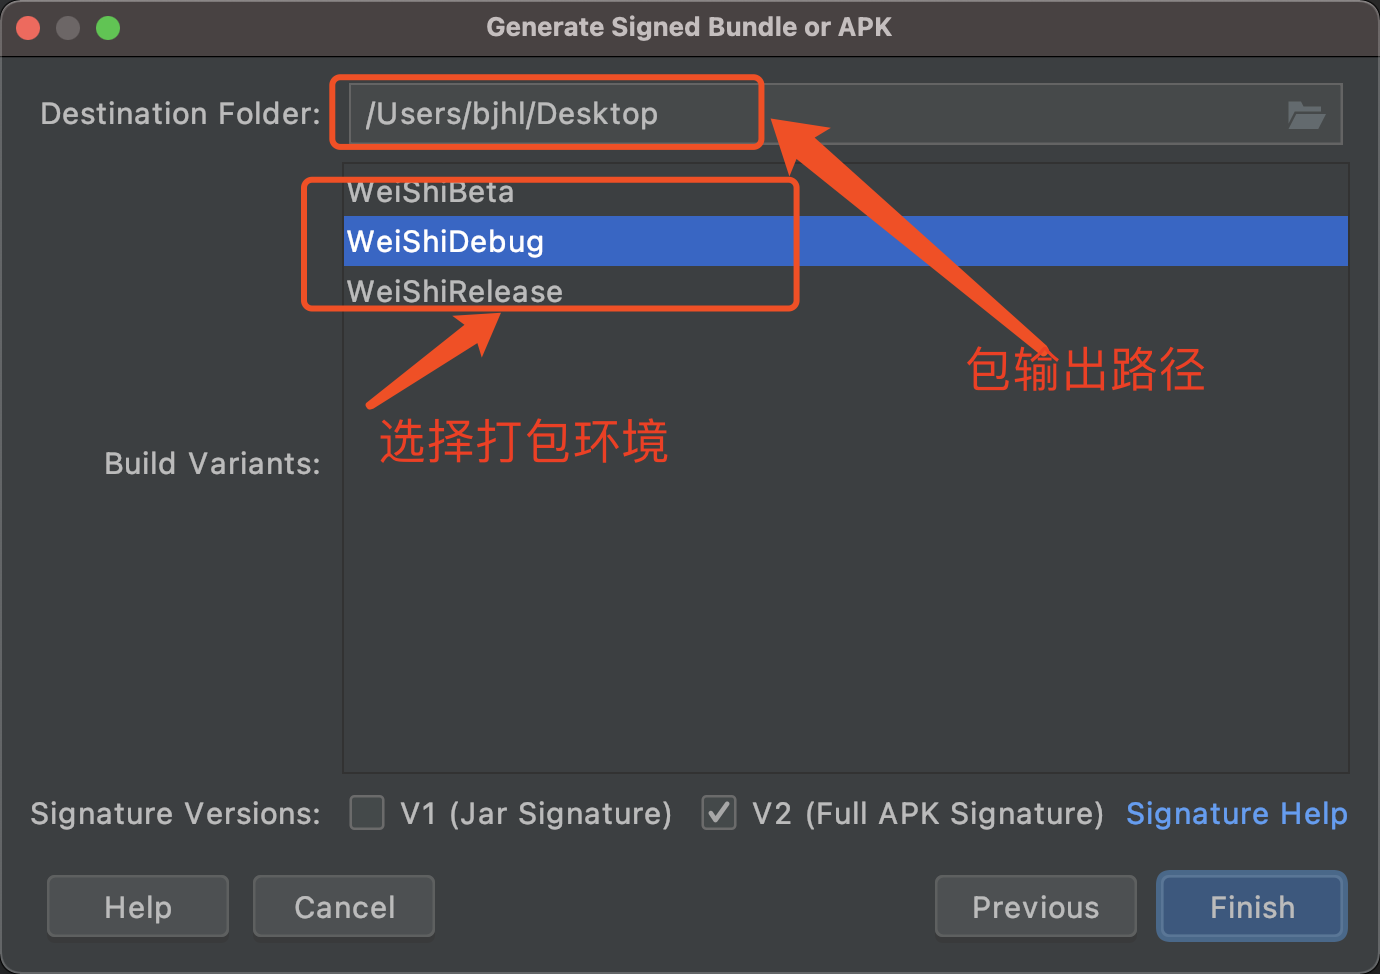 Generate Signed Bundle or APK
Destination Folder: /Users/bjhl/Desktop
WeiShiBeta
WeiShiDebug
WeiShiRelease
包输出路径
选择打包环境
Build Variants:
Signature Versions: V1 (Jar Signature) V2 (Full APK Signature) Signature Help
Help Cancel Previous Finish